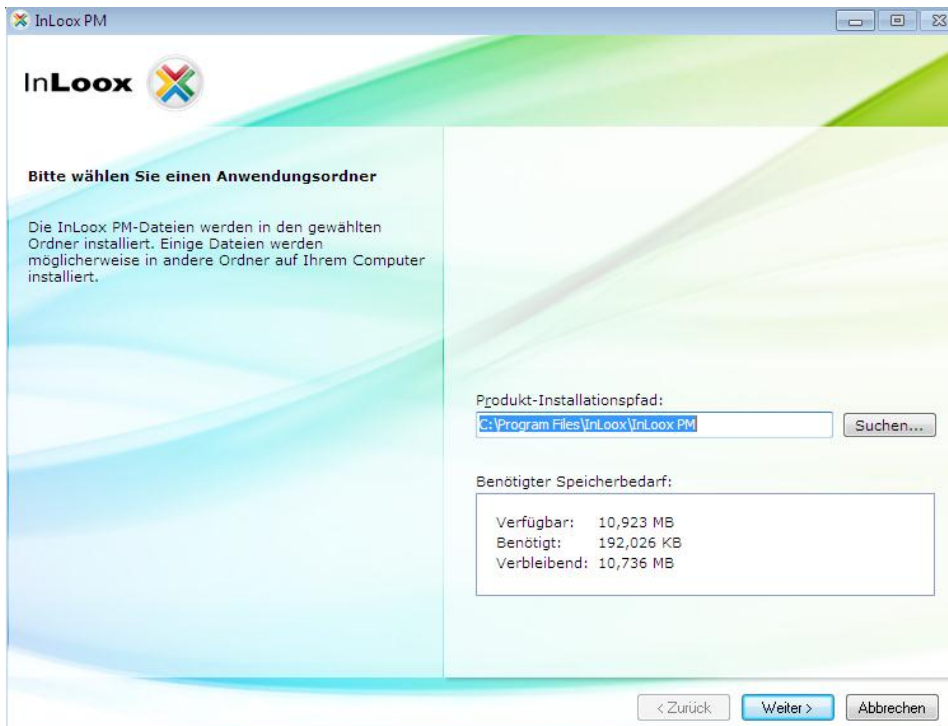 InLoox PM
InLoox
Bitte wählen Sie einen Anwendungsordner
Die InLoox PM-Dateien werden in den gewählten
Ordner installiert. Einige Dateien werden
möglicherweise in andere Ordner auf Ihrem Computer
installiert.
Produkt-Installationspfad:
C:\Program Files\InLoox\InLoox PM
Suchen...
Benötigter Speicherbedarf:
Verfügbar: 10,923 MB
Benötigt: 192,026 KB
Verbleibend: 10,736 MB
< Zurück
Weiter >
Abbrechen